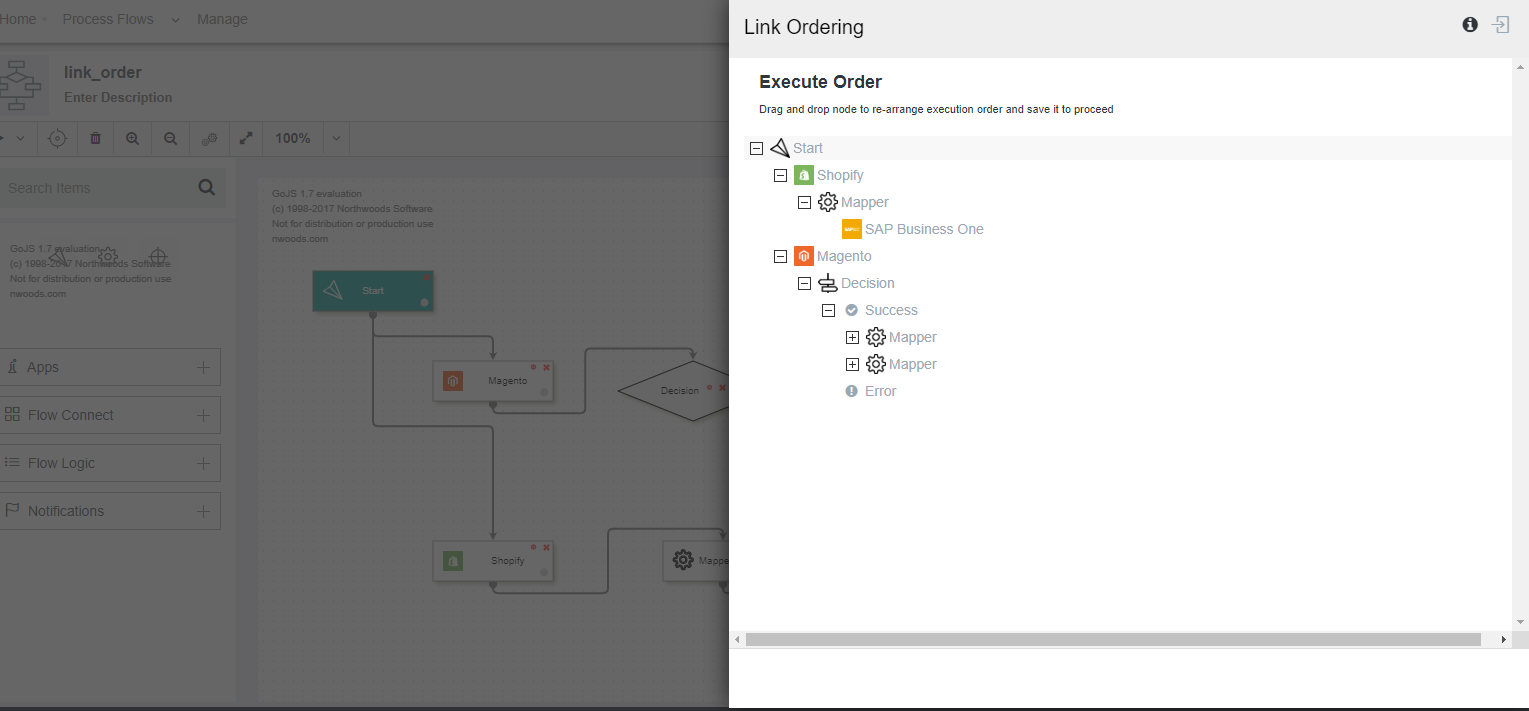 Home
Process Flows
Manage
link_order
Enter Description
100%
Search Items
GoJS 1.7 evaluation
(c) 1998-2017 Northwoods Software
Not for distribution or production use
nwoods.com
Apps
Flow Connect
Flow Logic
Notifications
GoJS 1.7 evaluation
(c) 1998-2017 Northwoods Software
Not for distribution or production use
nwoods.com
Start
Magento
Decision
Shopify
Mappe
Link Ordering
Execute Order
Drag and drop node to re-arrange execution order and save it to proceed
Start
Shopify
Mapper
SAP Business One
Magento
Decision
Success
Mapper
Mapper
Error